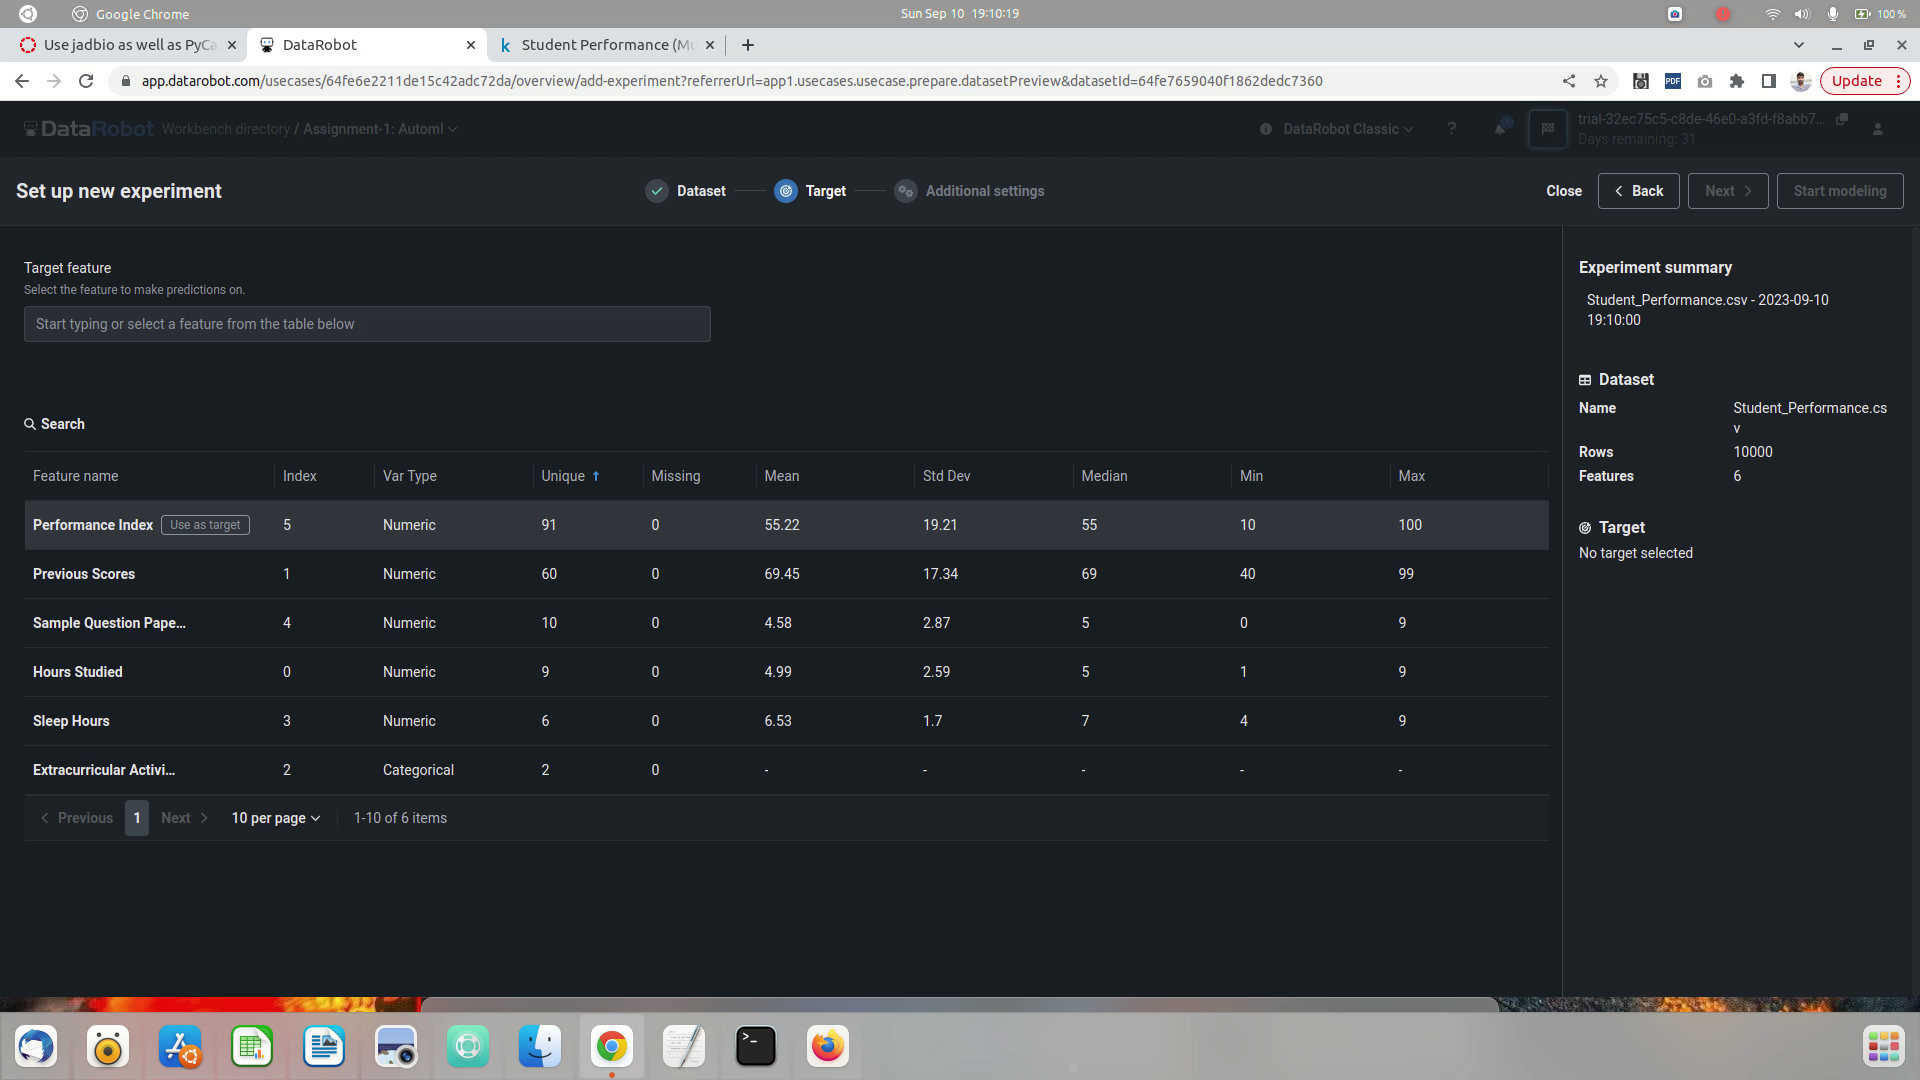 Google Chrome
Sun Sep 10 19:10:19
100 %
Use jadbio as well as PyCa
DataRobot
Student Performance (Mu
app.datarobot.com/usecases/64fe6e2211de15c42adc72da/overview/add-experiment?referrerUrl=app1.usecases.usecase.prepare.datasetPreview&datasetId=64fe7659040f1862dedc7360
PDF
Update
DataRobot
Workbench directory / Assignment-1: Automl
DataRobot Classic
?
1
trial-32ec75c5-c8de-46e0-a3fd-f8abb7...
Days remaining: 31
Set up new experiment
Dataset
Target
Additional settings
Close
Back
Next
Start modeling
Target feature
Select the feature to make predictions on.
Start typing or select a feature from the table below
Search
Feature name Index Var Type Unique Missing Mean Std Dev Median Min Max
Performance Index Use as target 5 Numeric 91 0 55.22 19.21 55 10 100
Previous Scores 1 Numeric 60 0 69.45 17.34 69 40 99
Sample Question Pape... 4 Numeric 10 0 4.58 2.87 5 0 9
Hours Studied 0 Numeric 9 0 4.99 2.59 5 1 9
Sleep Hours 3 Numeric 6 0 6.53 1.7 7 4 9
Extracurricular Activi... 2 Categorical 2 0 - - - - -
Previous 1 Next 10 per page 1-10 of 6 items
Experiment summary
Student_Performance.csv - 2023-09-10
19:10:00
Dataset
Name Student_Performance.cs
v
Rows 10000
Features 6
Target
No target selected